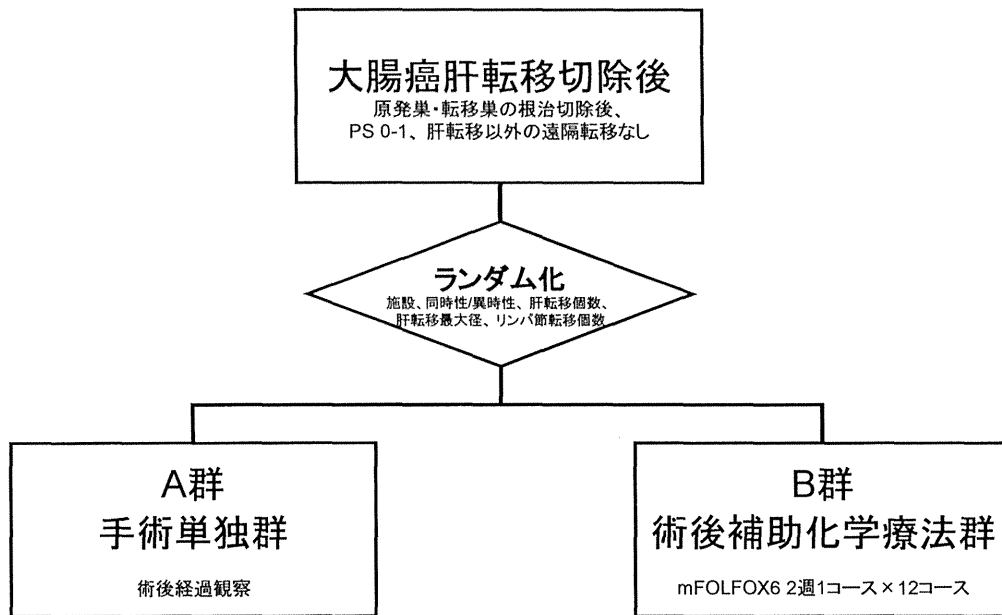 大腸癌肝転移切除後
原発巣・転移巣の根治切除後、
PS 0-1、肝転移以外の遠隔転移なし
ランダム化
施設、同時性/異時性、肝転移個数、
肝転移最大径、リンパ節転移個数
A群
手術単独群
術後経過観察
B群
術後補助化学療法群
mFOLFOX6 2週1コース×12コース